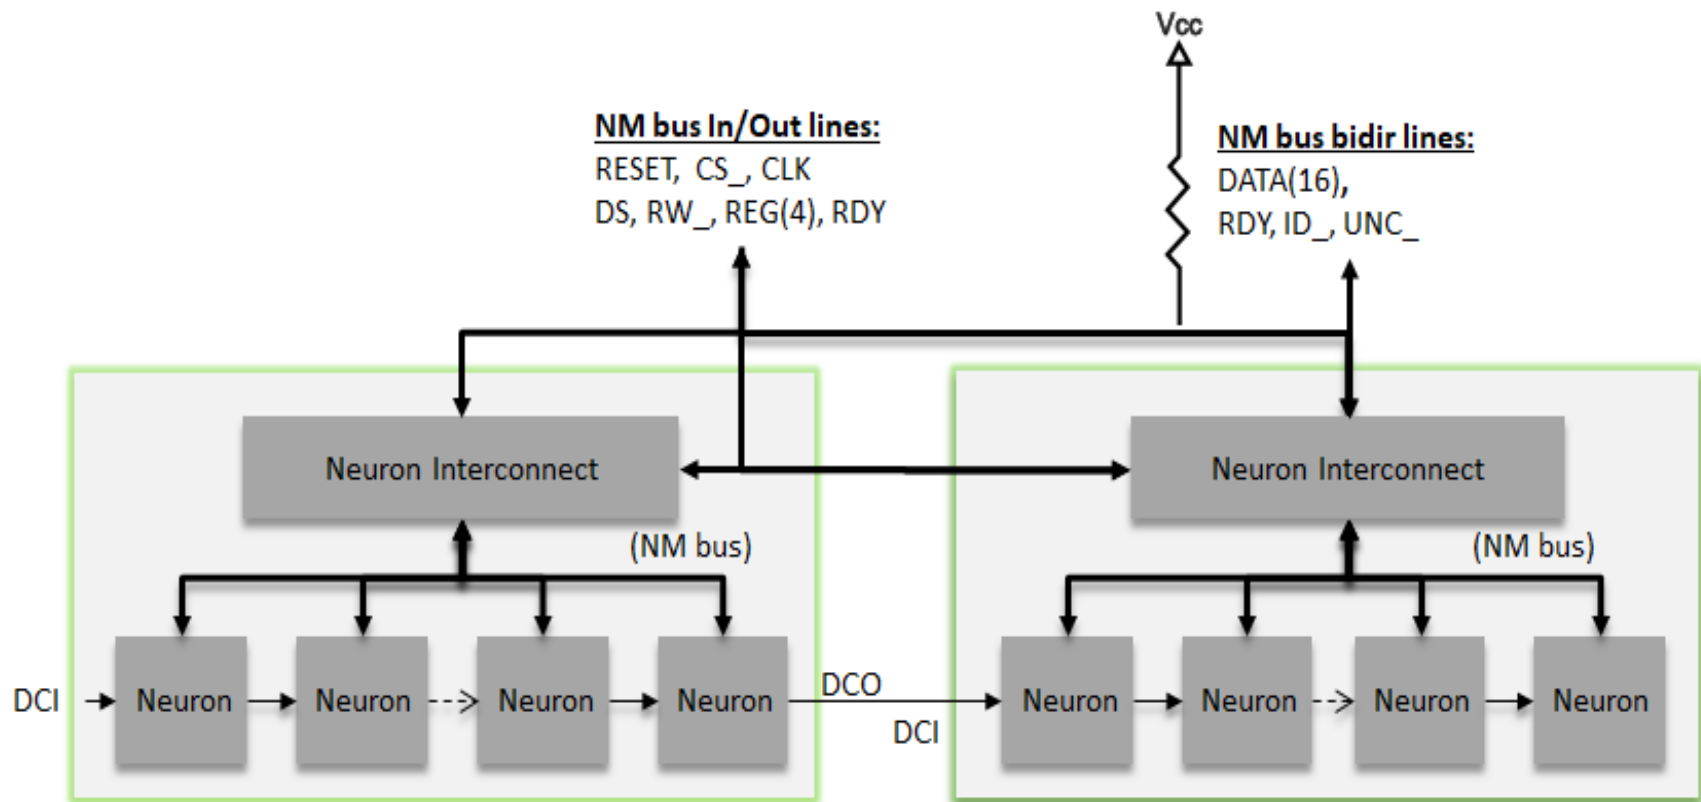 Vcc
NM bus In/Out lines:
RESET, CS_, CLK
DS, RW_, REG(4), RDY
NM bus bidir lines:
DATA(16),
RDY, ID_, UNC_
Neuron Interconnect
Neuron Interconnect
(NM bus)
(NM bus)
DCI
Neuron
Neuron
Neuron
Neuron
DCO
DCI
Neuron
Neuron
Neuron
Neuron